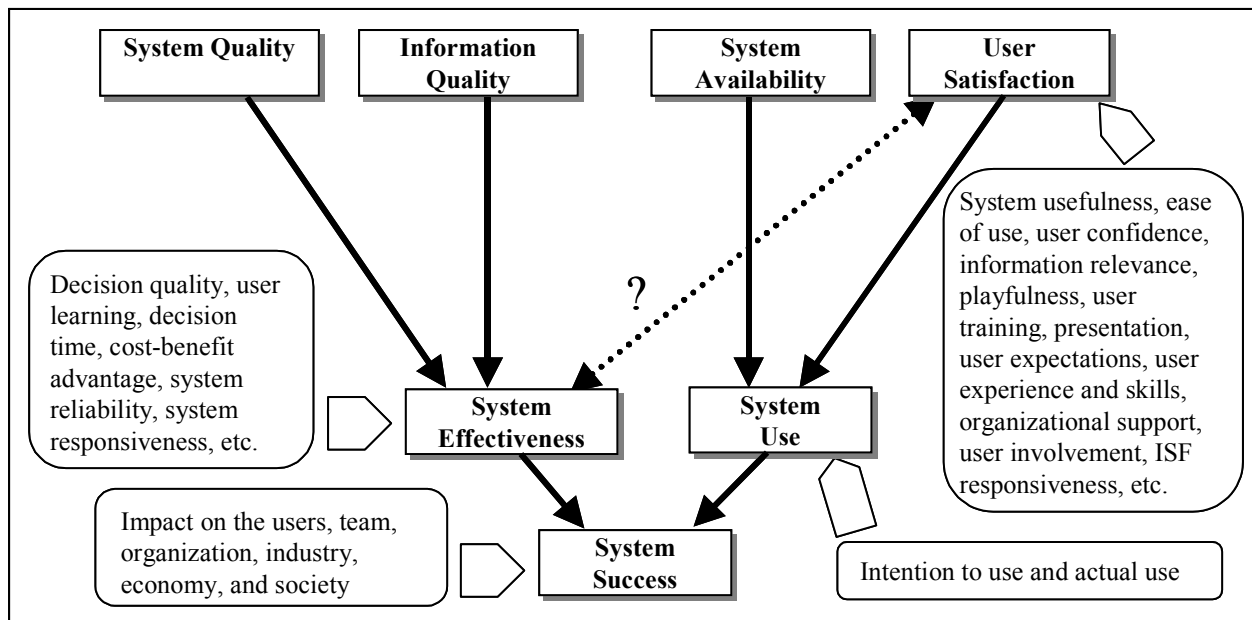 System Quality
Information
Quality
System
Availability
User
Satisfaction
System usefulness, ease
of use, user confidence,
information relevance,
playfulness, user
training, presentation,
user expectations, user
experience and skills,
organizational support,
user involvement, ISF
responsiveness, etc.
Decision quality, user
learning, decision
time, cost-benefit
advantage, system
reliability, system
responsiveness, etc.
?
System
Effectiveness
System
Use
Impact on the users, team,
organization, industry,
economy, and society
System
Success
Intention to use and actual use